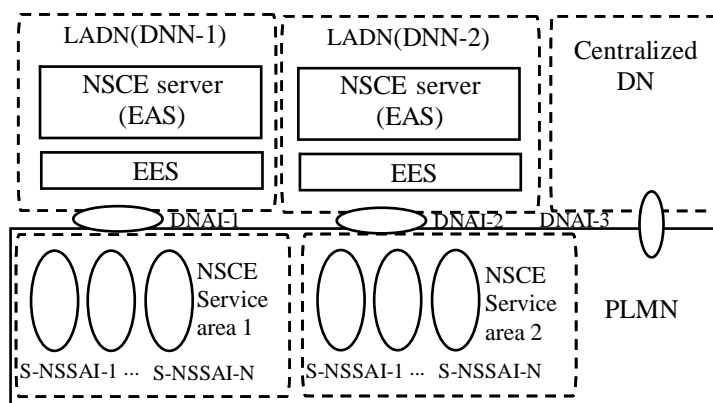 LADN(DNN-1)
NSCE server
(EAS)
EES
DNAI-1
LADN(DNN-2)
NSCE server
(EAS)
EES
DNAI-2
Centralized
DN
DNAI-3
NSCE
Service
area 1
S-NSSAI-1 ... S-NSSAI-N
NSCE
Service
area 2
S-NSSAI-1 ... S-NSSAI-N
PLMN